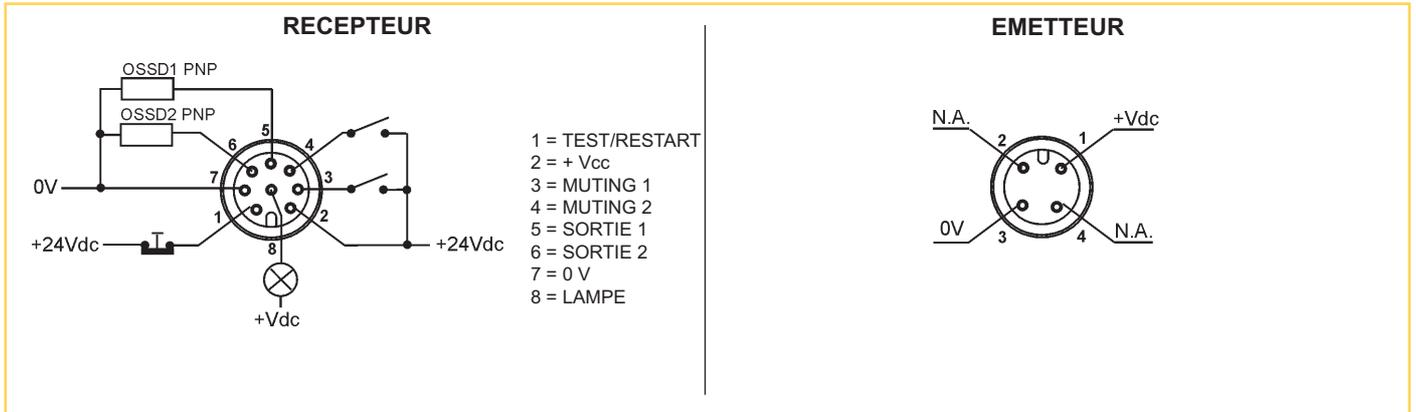 RECEPTEUR
OSSD1 PNP
OSSD2 PNP
5
6
4
7
3
0V
1
2
+24Vdc
+24Vdc
8
+Vdc
1 = TEST/RESTART
2 = + Vcc
3 = MUTING 1
4 = MUTING 2
5 = SORTIE 1
6 = SORTIE 2
7 = 0 V
8 = LAMPE
EMETTEUR
N.A.
+Vdc
2
1
0V
N.A.
3
4